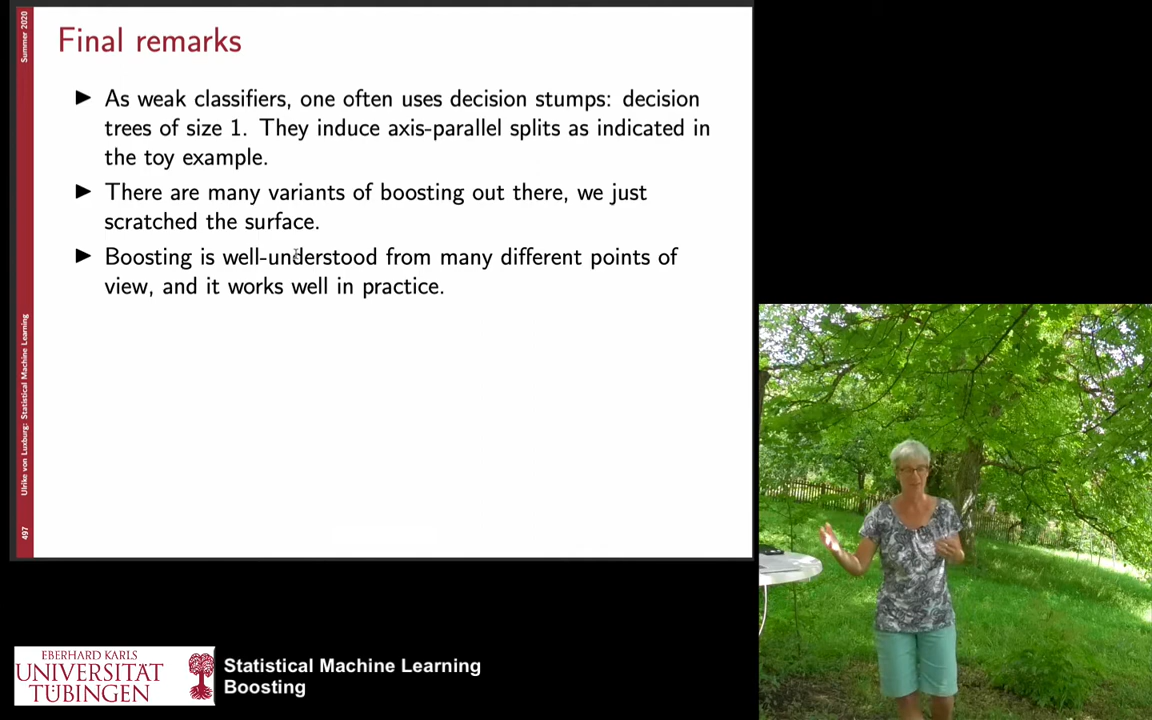 Summer 2020
Final remarks
► As weak classifiers, one often uses decision stumps: decision
trees of size 1. They induce axis-parallel splits as indicated in
the toy example.
► There are many variants of boosting out there, we just
scratched the surface.
► Boosting is well-understood from many different points of
view, and it works well in practice.
Ulrike von Luxburg: Statistical Machine Learning
497
EBERHARD KARLS
UNIVERSITÄT
TÜBINGEN
Statistical Machine Learning
Boosting